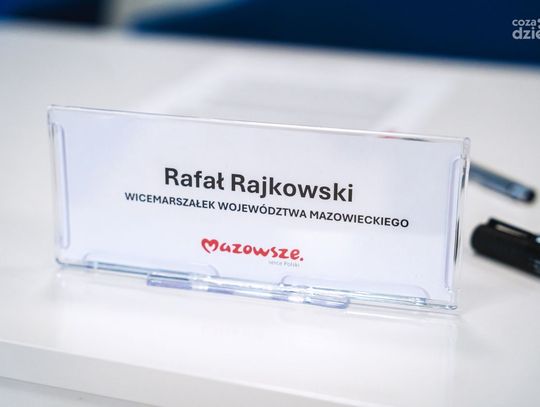 Rafał Rajkowski
WICEMARSZAŁEK WOJEWÓDZTWA MAZOWIECKIEGO
Mazowsze.
serce Polski
coza
dzie